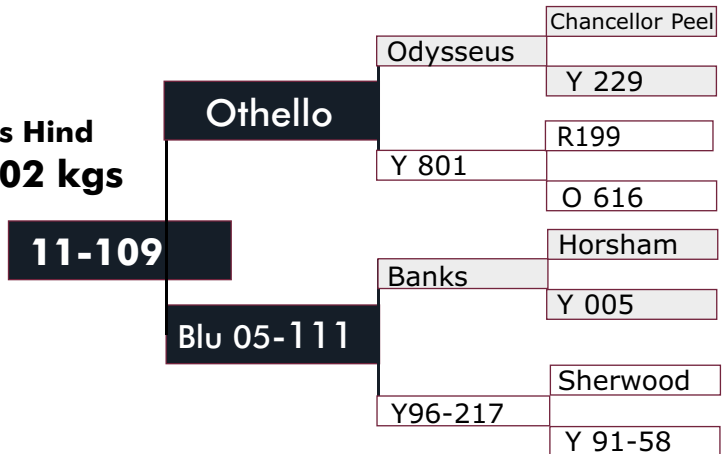 Chancellor Peel
Odysseus
Y 229
Othello
R199
s Hind
Y 801
02 kgs
O 616
11-109
Horsham
Banks
Y 005
Blu 05-111
Sherwood
Y96-217
Y 91-58